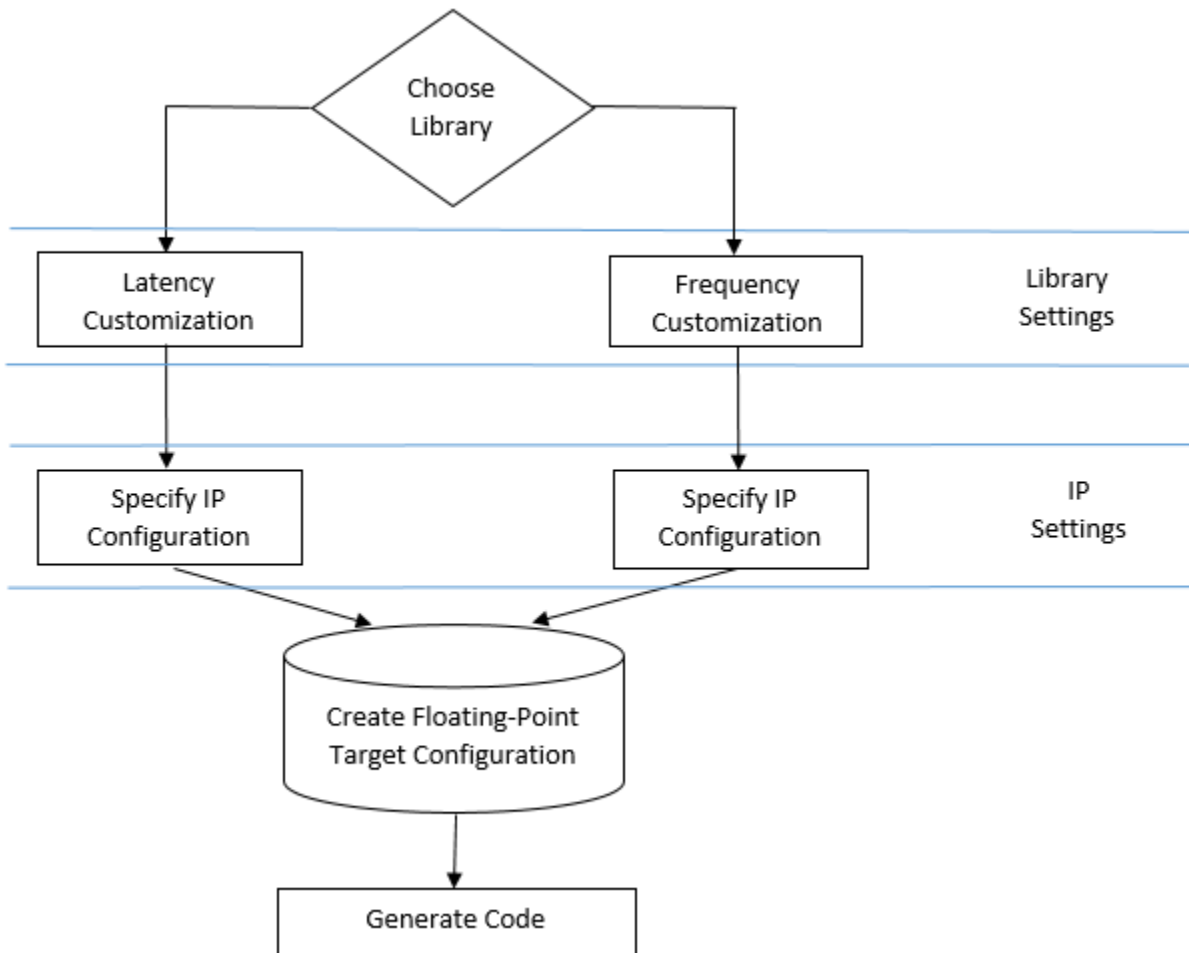 Choose
Library
Latency
Customization
Frequency
Customization
Library
Settings
Specify IP
Configuration
Specify IP
Configuration
IP
Settings
Create Floating-Point
Target Configuration
Generate Code